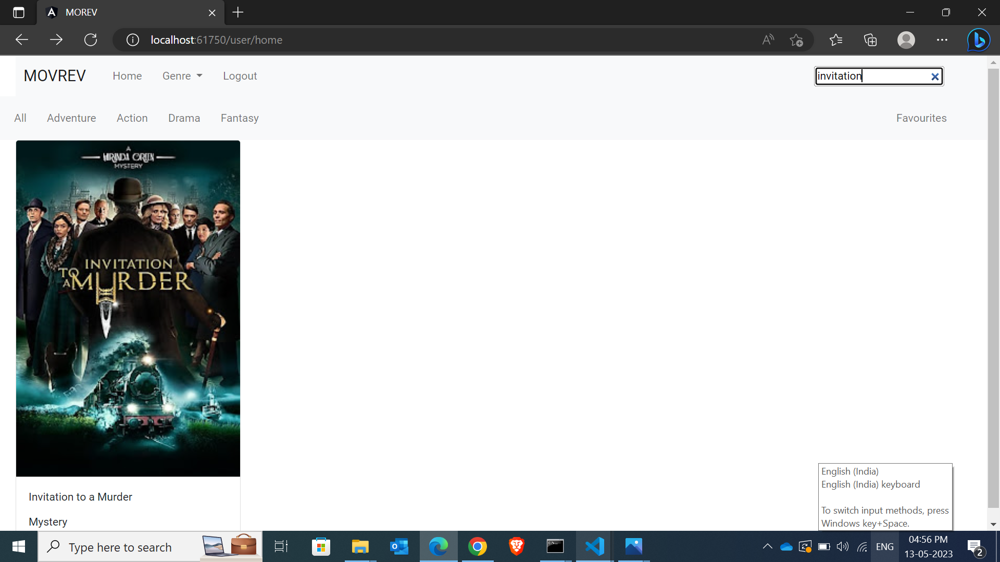 MOREV
localhost:61750/user/home
MOVREV Home Genre Logout invitation
All Adventure Action Drama Fantasy Favourites
A
MIRANDA GREEN
MYSTERY
INVITATION
TO A MURDER
Invitation to a Murder
Mystery
English (India)
English (India) keyboard
To switch input methods, press
Windows key+Space.
Type here to search
ENG
04:56 PM
13-05-2023
2